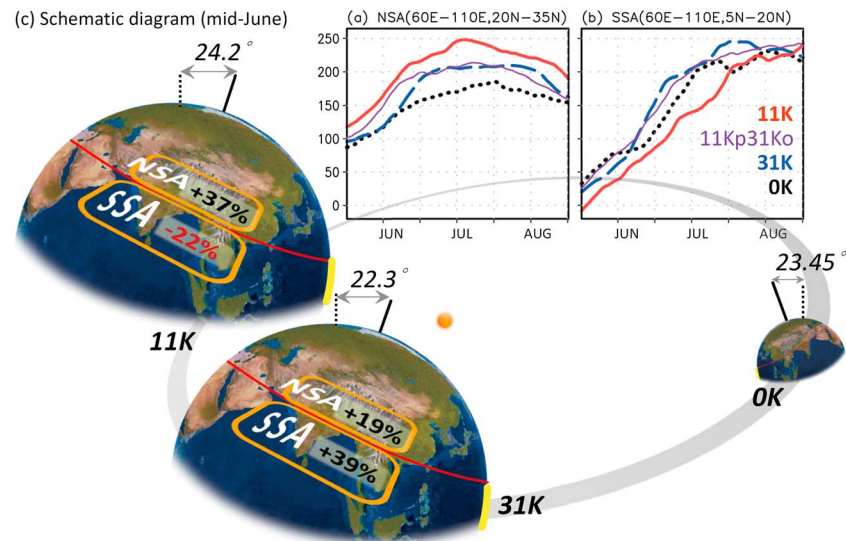 (c) Schematic diagram (mid-June)
(a) NSA(60E−110E,20N−35N)
(b) SSA(60E−110E,5N−20N)
24.2°
250
200
150
100
50
0
JUN JUL AUG
11K
11Kp31Ko
31K
0K
JUN JUL AUG
NSA +37%
SSA -22%
11K
22.3°
NSA +19%
SSA +39%
31K
23.45°
0K